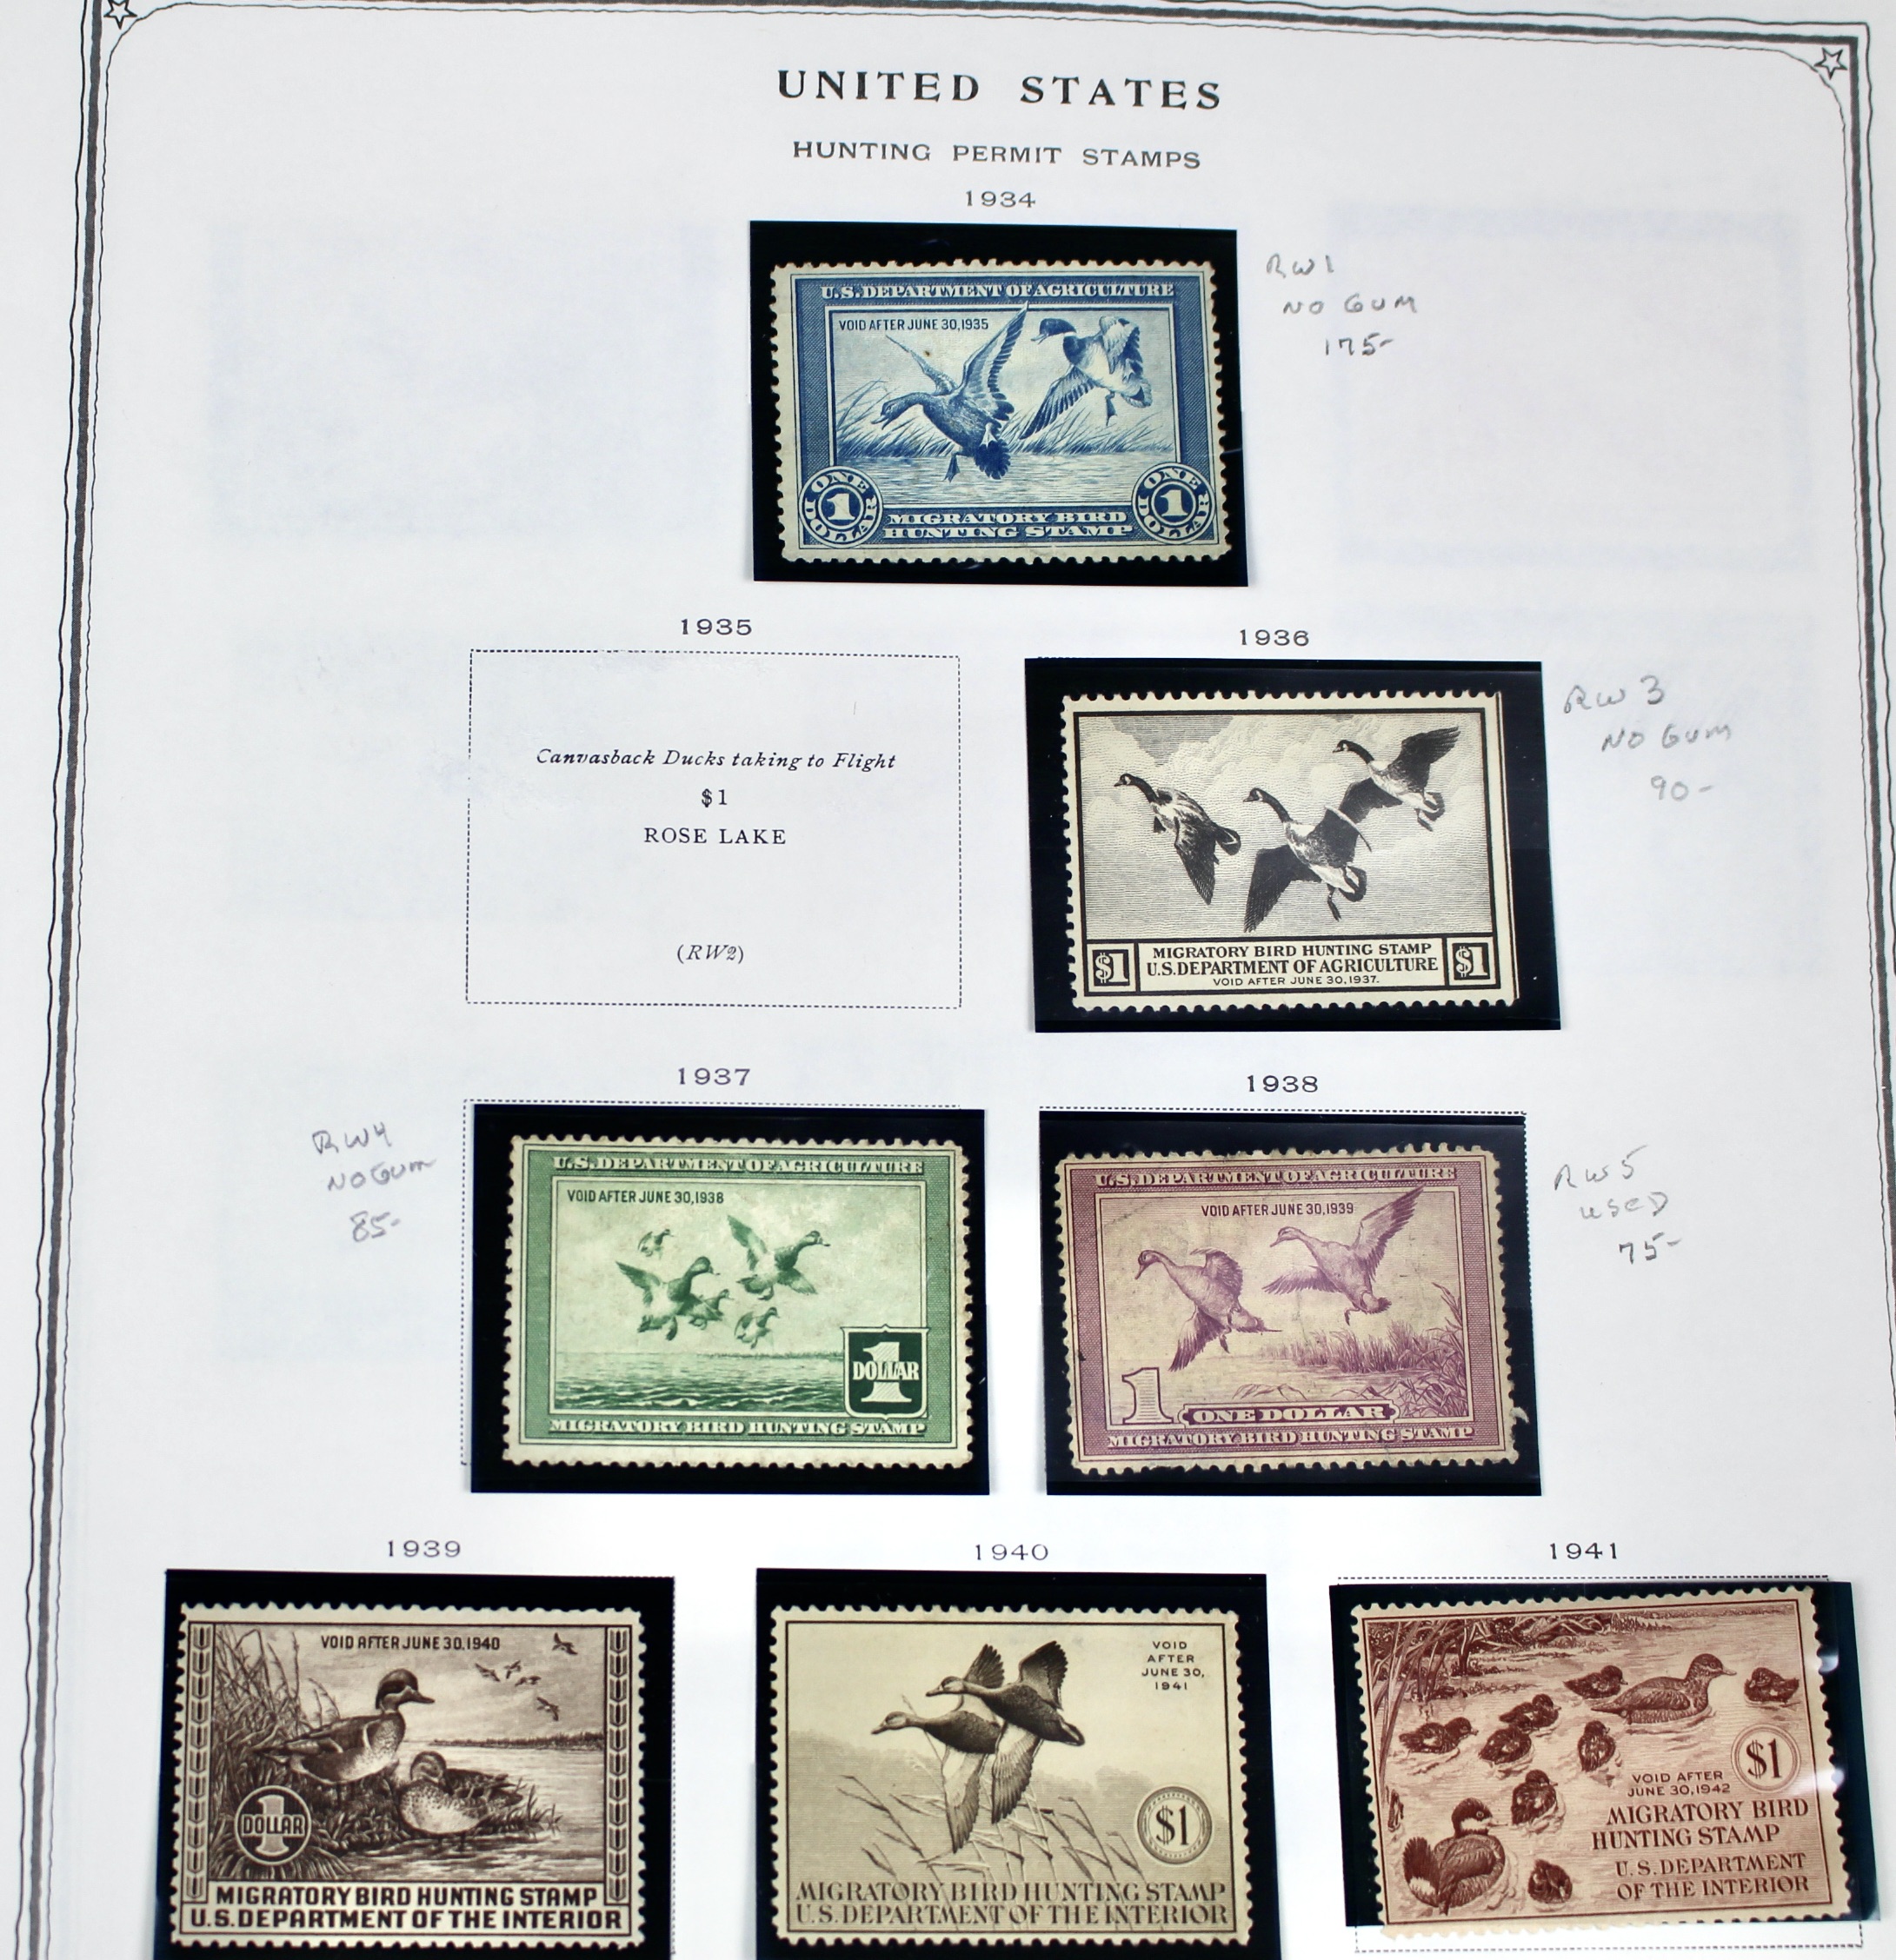 UNITED STATES
HUNTING PERMIT STAMPS
1934
U.S. DEPARTMENT OF AGRICULTURE
VOID AFTER JUNE 30, 1935
ONE DOLLAR
1
ONE DOLLAR
1
MIGRATORY BIRD
HUNTING STAMP
RW1
NO GUM
175-
1935
Canvasback Ducks taking to Flight
$1
ROSE LAKE
(RW2)
1936
$1
MIGRATORY BIRD HUNTING STAMP
U.S. DEPARTMENT OF AGRICULTURE
VOID AFTER JUNE 30, 1937.
$1
RW3
NO GUM
90-
1937
RW4
NO GUM
85-
U.S. DEPARTMENT OF AGRICULTURE
VOID AFTER JUNE 30, 1938
1
DOLLAR
MIGRATORY BIRD HUNTING STAMP
1938
U.S. DEPARTMENT OF AGRICULTURE
VOID AFTER JUNE 30, 1939
1 ONE DOLLAR
MIGRATORY BIRD HUNTING STAMP
RW5
USED
75-
1939
VOID AFTER JUNE 30, 1940
1
DOLLAR
MIGRATORY BIRD HUNTING STAMP
U.S. DEPARTMENT OF THE INTERIOR
1940
VOID
AFTER
JUNE 30,
1941
$1
MIGRATORY BIRD HUNTING STAMP
U.S. DEPARTMENT OF THE INTERIOR
1941
$1
VOID AFTER
JUNE 30, 1942
MIGRATORY BIRD
HUNTING STAMP
U.S. DEPARTMENT
OF THE INTERIOR